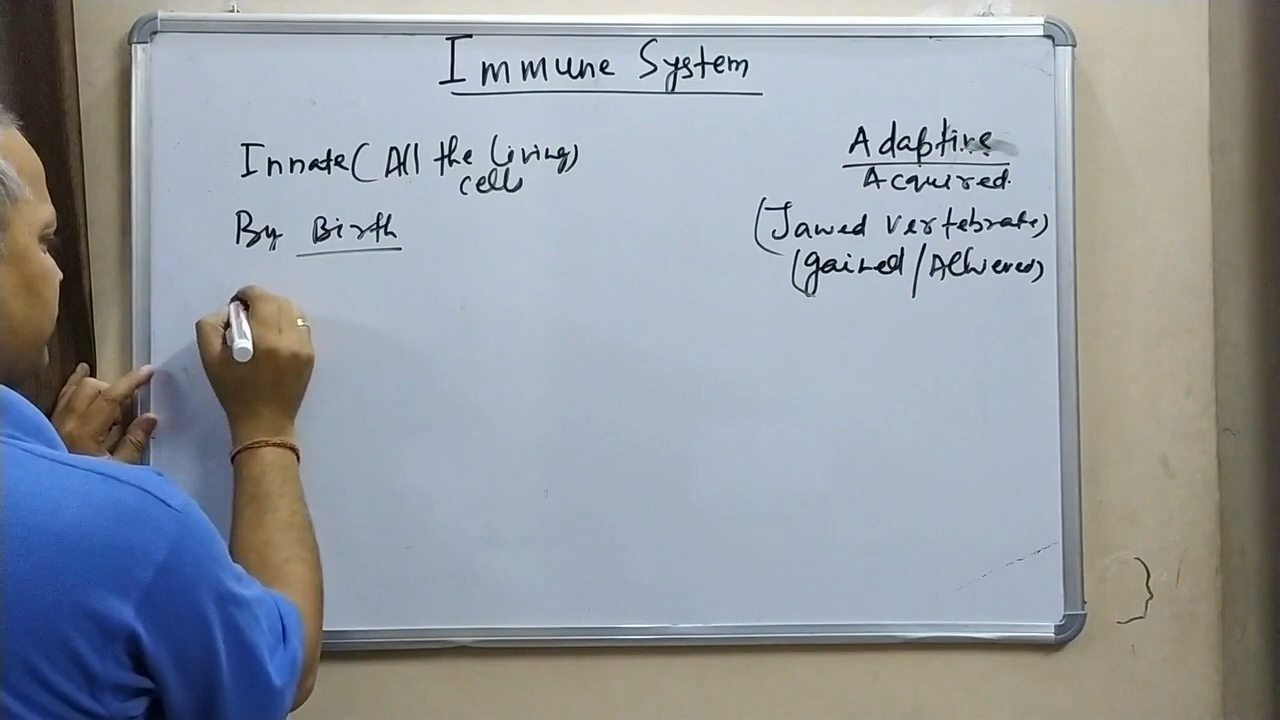 Immune System
Innate ( All the living)
cells
By Birth
Adaptive
Acquired.
(Jawed vertebrate)
(gained / Achieved)